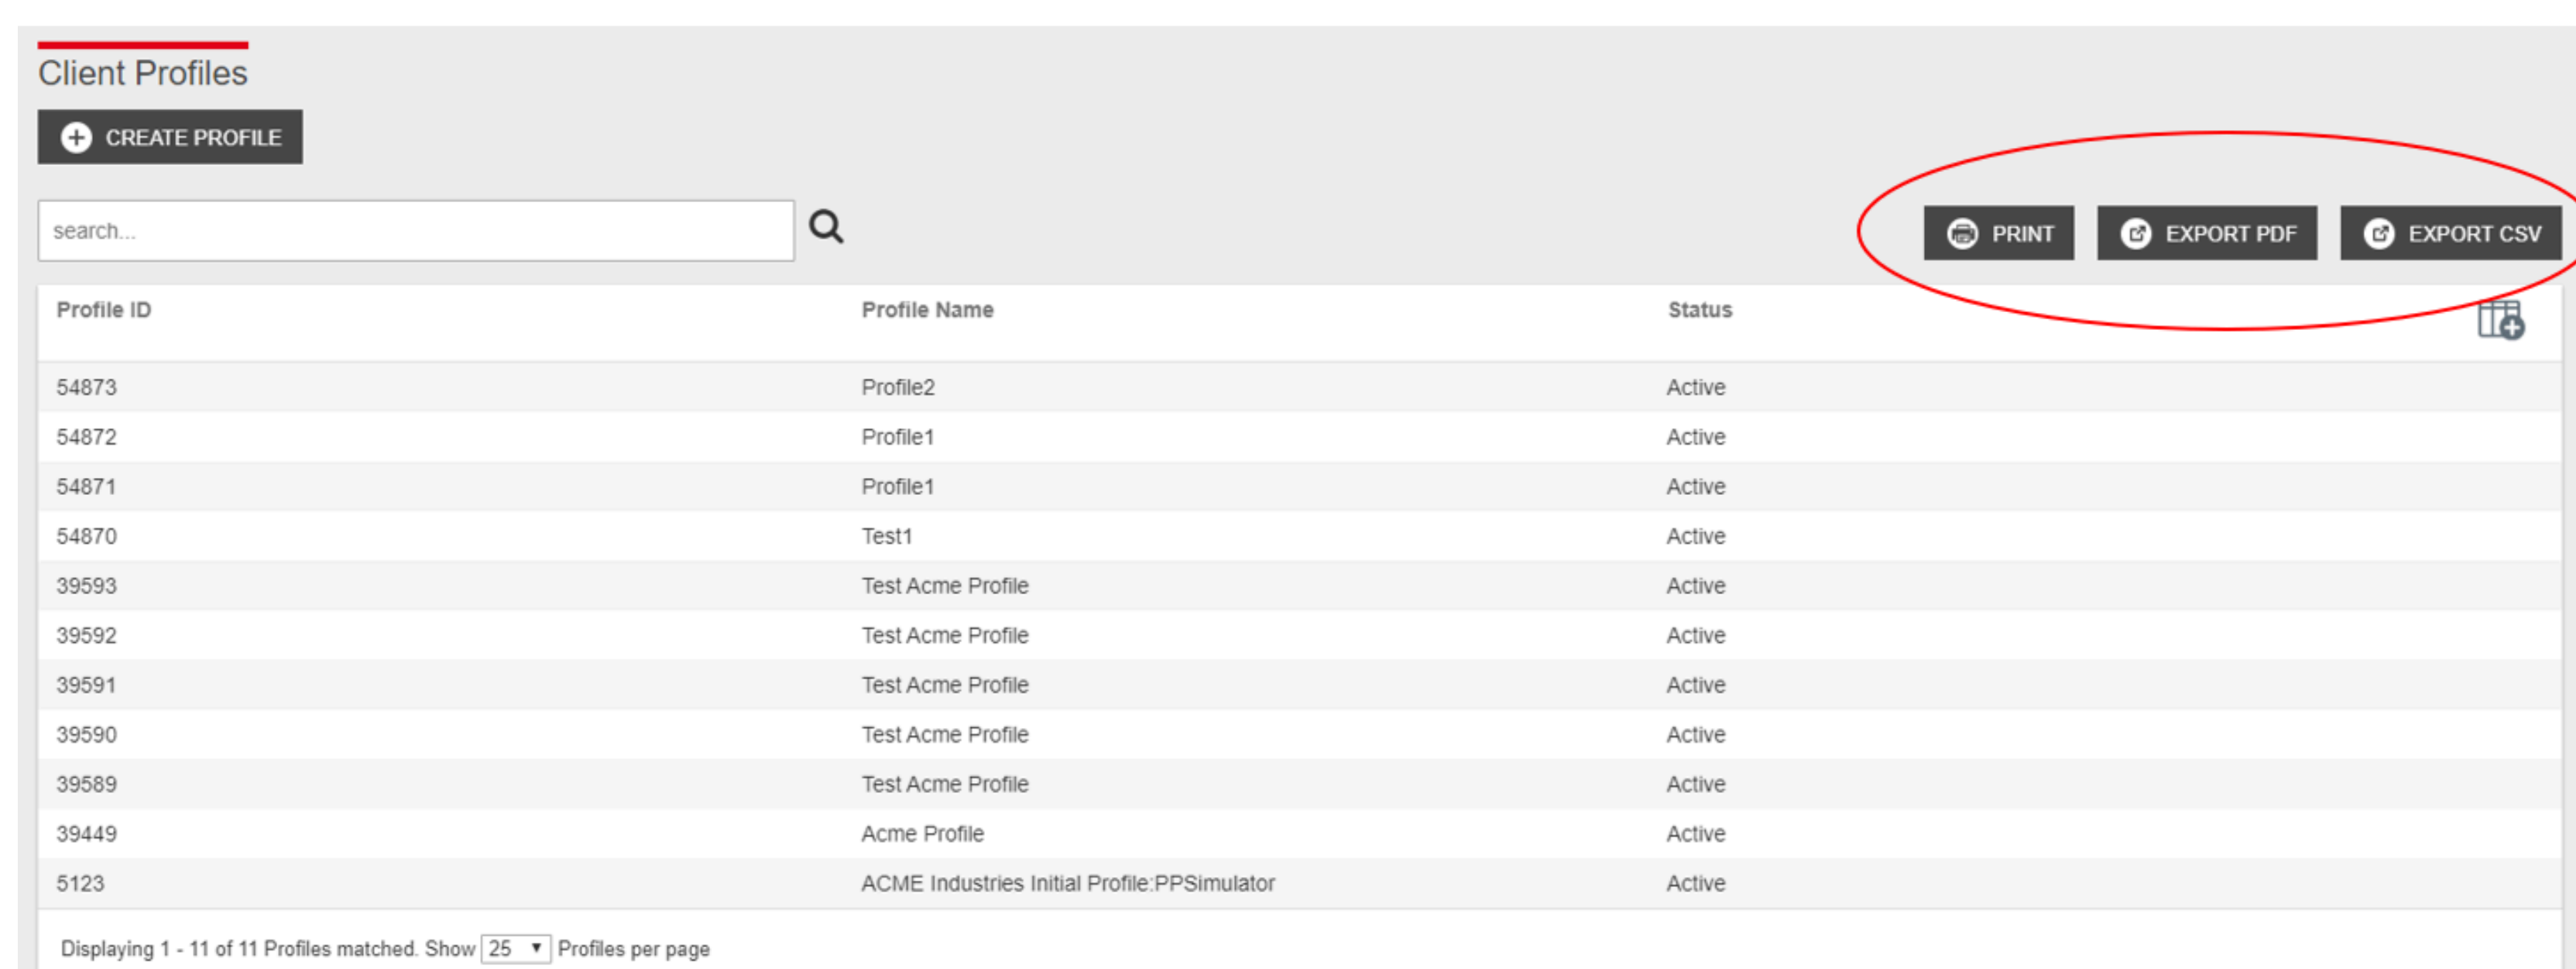 Client Profiles
CREATE PROFILE
search...
PRINT EXPORT PDF EXPORT CSV
Profile ID Profile Name Status
54873 Profile2 Active
54872 Profile1 Active
54871 Profile1 Active
54870 Test1 Active
39593 Test Acme Profile Active
39592 Test Acme Profile Active
39591 Test Acme Profile Active
39590 Test Acme Profile Active
39589 Test Acme Profile Active
39449 Acme Profile Active
5123 ACME Industries Initial Profile:PPSimulator Active
Displaying 1 - 11 of 11 Profiles matched. Show 25 Profiles per page